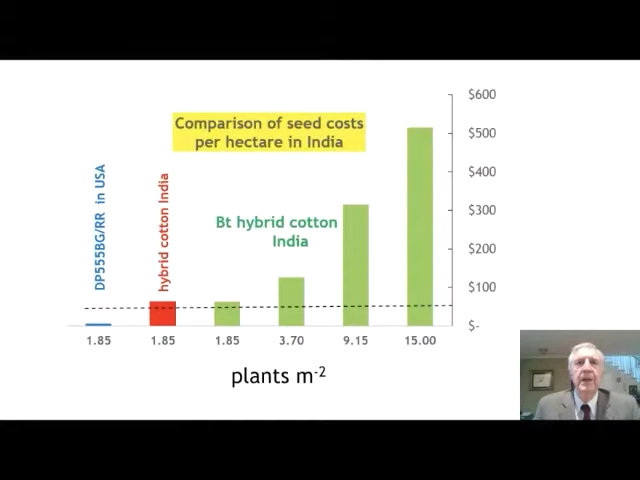 Comparison of seed costs
per hectare in India
DP555BG/RR in USA
hybrid cotton India
Bt hybrid cotton
India
$600
$500
$400
$300
$200
$100
$-
1.85
1.85
1.85
3.70
9.15
15.00
plants m-2